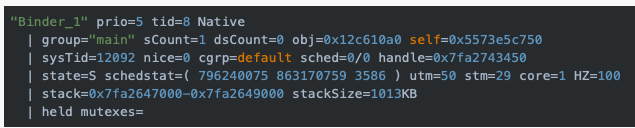 "Binder_1" prio=5 tid=8 Native
| group="main" sCount=1 dsCount=0 obj=0x12c610a0 self=0x5573e5c750
| sysTid=12092 nice=0 cgrp=default sched=0/0 handle=0x7fa2743450
| state=S schedstat=( 796240075 863170759 3586 ) utm=50 stm=29 core=1 HZ=100
| stack=0x7fa2647000-0x7fa2649000 stackSize=1013KB
| held mutexes=